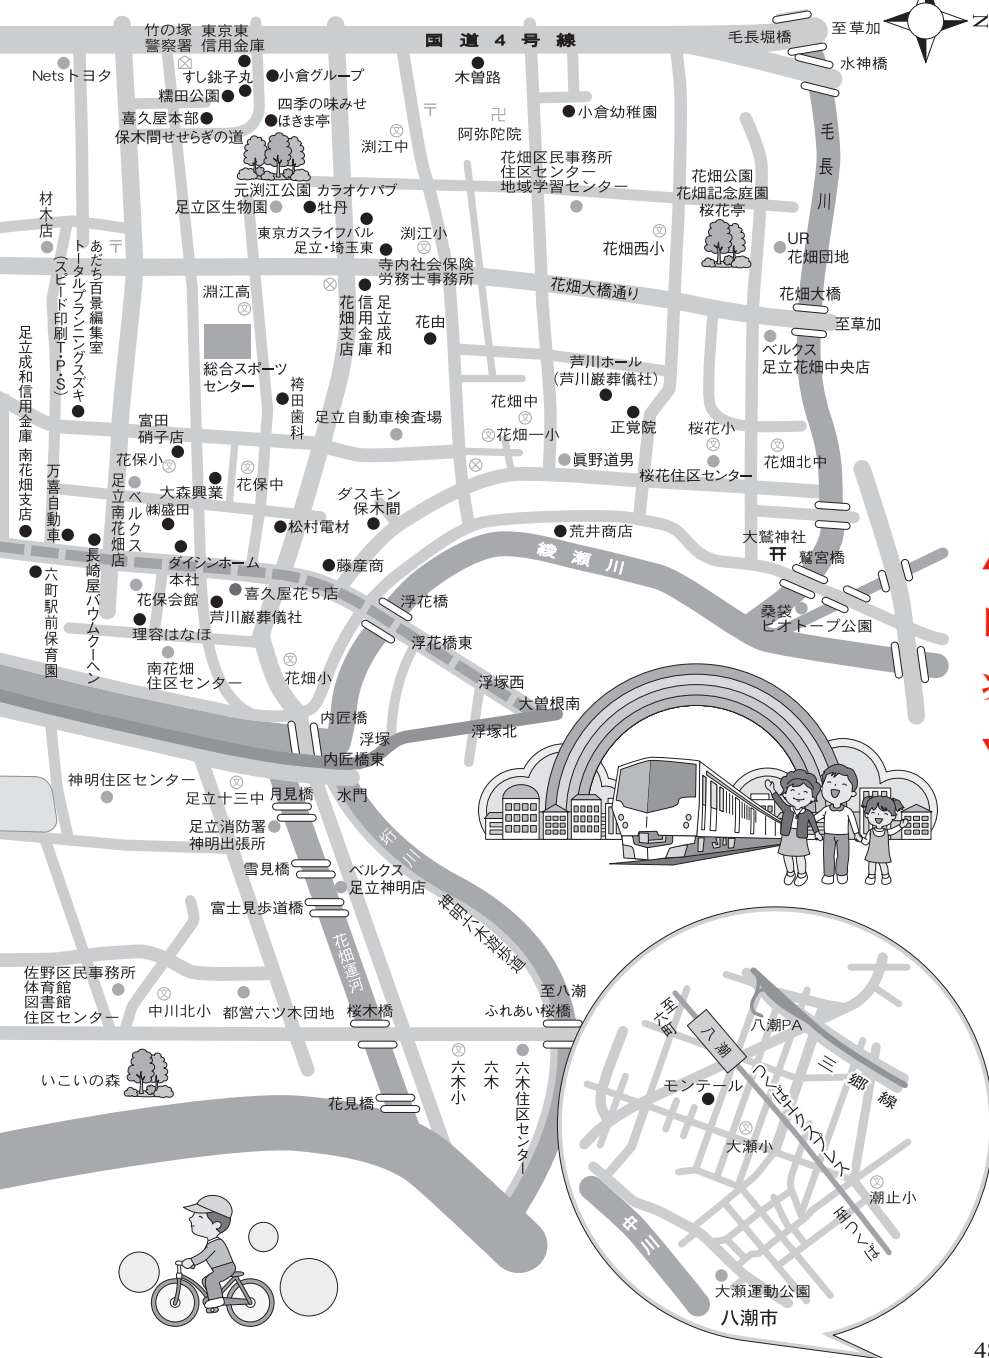 竹の塚
警察署
東京東
信用金庫
国道4号線
毛長堀橋
至草加
N
Netsトヨタ
すし銚子丸
小倉グループ
木曽路
水神橋
糯田公園
四季の味みせ
ほきま亭
小倉幼稚園
喜久屋本部
保木間せせらぎの道
文
渕江中
〒
卍
阿弥陀院
毛長川
花畑区民事務所
住区センター
地域学習センター
花畑公園
花畑記念庭園
桜花亭
元渕江公園
カラオケパブ
牡丹
足立区生物園
材木店
〒
東京ガスライフバル
足立・埼玉東
渕江小
文
文
花畑西小
UR
花畑団地
あだち百景編集室
トータルプランニングスズキ
(スピード印刷T・P・S)
寺内社会保険
労務士事務所
淵江高
文
足立成和
信用金庫
花畑支店
花畑大橋通り
花畑大橋
至草加
花由
足立成和信用金庫 南花畑支店
総合スポーツ
センター
芦川ホール
(芦川巌葬儀社)
ベルクス
足立花畑中央店
袴田歯科
足立自動車検査場
花畑中
文
文
花畑一小
正覚院
桜花小
文
富田
硝子店
花保小
文
文
花保中
眞野道男
桜花住区センター
文
花畑北中
万喜自動車
ベルクス
足立南花畑店
大森興業
㈱盛田
ダスキン
保木間
松村電材
荒井商店
大鷲神社
鷲宮橋
綾瀬川
長崎屋バウムクーヘン
ダイシンホーム
本社
藤産商
六町駅前保育園
花保会館
喜久屋花5店
芦川巌葬儀社
浮花橋
桑袋
ビオトープ公園
理容はなほ
浮花橋東
南花畑
住区センター
文
花畑小
浮塚西
大曽根南
内匠橋
浮塚
浮塚北
内匠橋東
神明住区センター
文
足立十三中
月見橋
水門
足立消防署
神明出張所
垳川
雪見橋
ベルクス
足立神明店
富士見歩道橋
神明六木遊歩道
花畑運河
佐野区民事務所
体育館
図書館
住区センター
文
中川北小
都営六ツ木団地
桜木橋
至八潮
ふれあい桜橋
至六町
八潮
八潮PA
三郷線
いこいの森
文
六木小
六木
六木住区センター
モンテール
つくばエクスプレス
花見橋
文
大瀬小
文
潮止小
中川
至つくば
大瀬運動公園
八潮市